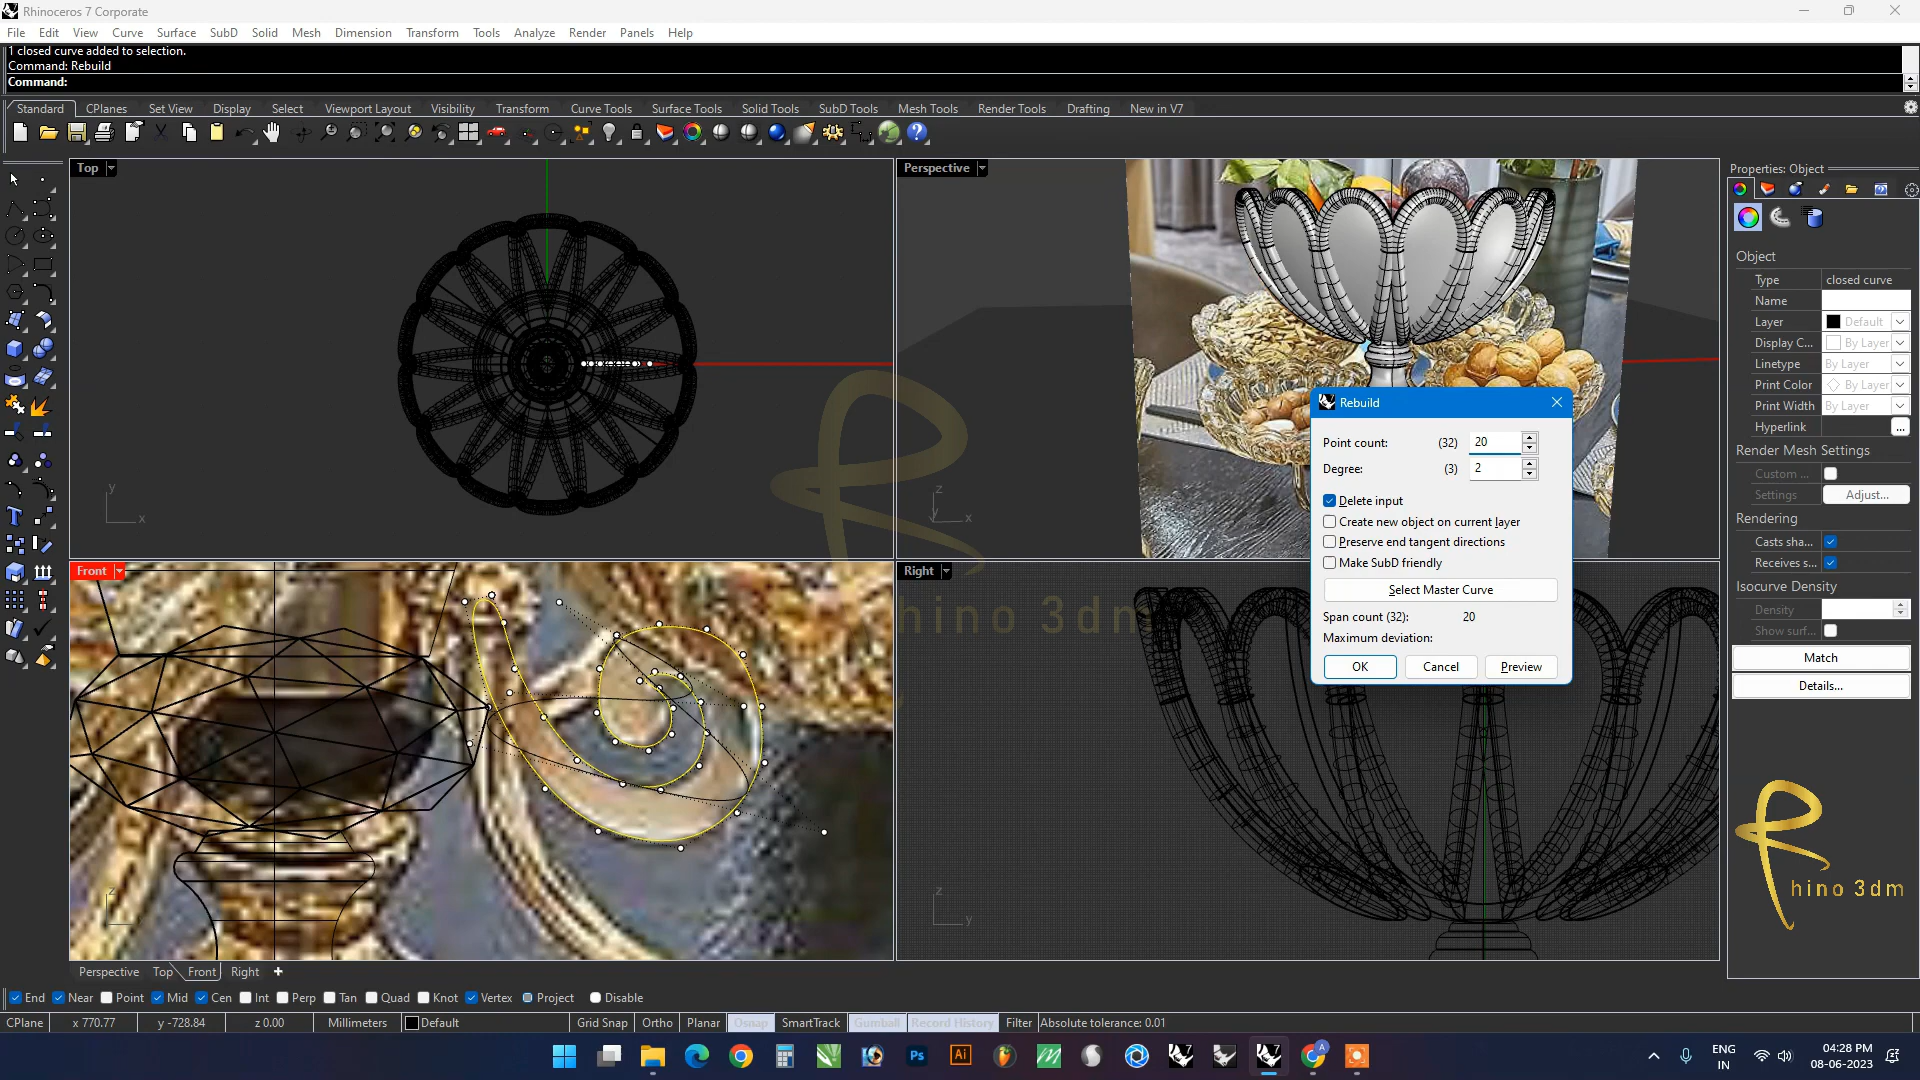 Rhinoceros 7 Corporate
File Edit View Curve Surface SubD Solid Mesh Dimension Transform Tools Analyze Render Panels Help
1 closed curve added to selection.
Command: Rebuild
Command:
Standard CPlanes Set View Display Select Viewport Layout Visibility Transform Curve Tools Surface Tools Solid Tools SubD Tools Mesh Tools Render Tools Drafting New in V7
Top
Perspective
Properties: Object
Object
Type closed curve
Name
Layer Default
Display C... By Layer
Linetype By Layer
Print Color By Layer
Print Width By Layer
Hyperlink ...
Render Mesh Settings
Custom ...
Settings Adjust...
Rendering
Casts sha...
Receives s...
Isocurve Density
Density
Show surf...
Match
Details...
Rebuild
Point count: (32) 20
Degree: (3) 2
Delete input
Create new object on current layer
Preserve end tangent directions
Make SubD friendly
Select Master Curve
Span count (32): 20
Maximum deviation:
OK Cancel Preview
y x
z x
Front
Right
z
z y
hino 3dm
Rhino 3dm
Perspective Top Front Right
End Near Point Mid Cen Int Perp Tan Quad Knot Vertex Project Disable
CPlane x 770.77 y -728.84 z 0.00 Millimeters Default Grid Snap Ortho Planar Osnap SmartTrack Gumball Record History Filter Absolute tolerance: 0.01
Ps Ai 7 7 A
ENG
IN
04:28 PM
08-06-2023